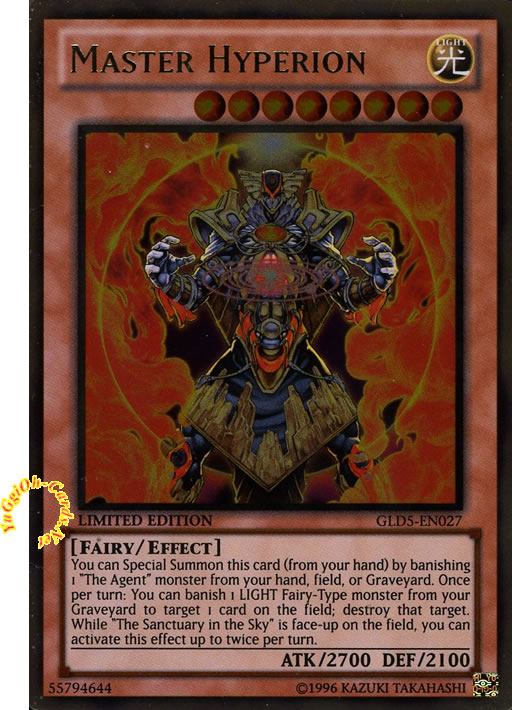 MASTER HYPERION
LIGHT
光
LIMITED EDITION
GLD5-EN027
YuGgiOh-Cards.Net
[FAIRY/EFFECT]
You can Special Summon this card (from your hand) by banishing
1 "The Agent" monster from your hand, field, or Graveyard. Once
per turn: You can banish 1 LIGHT Fairy-Type monster from your
Graveyard to target 1 card on the field; destroy that target.
While "The Sanctuary in the Sky" is face-up on the field, you can
activate this effect up to twice per turn.
ATK/2700 DEF/2100
55794644
©1996 KAZUKI TAKAHASHI